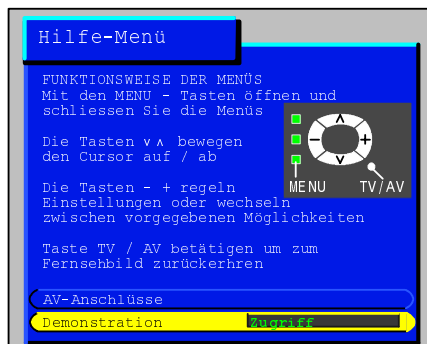 Hilfe-Menü
FUNKTIONSWEISE DER MENÜS
Mit den MENU - Tasten öffnen und
schliessen Sie die Menüs
Die Tasten ∨ ∧ bewegen
den Cursor auf / ab
Die Tasten - + regeln
Einstellungen oder wechseln
zwischen vorgegebenen Möglichkeiten
Taste TV / AV betätigen um zum
Fernsehbild zurückerhren
∧
- +
∨
MENU TV/AV
AV-Anschlüsse
Demonstration Zugriff